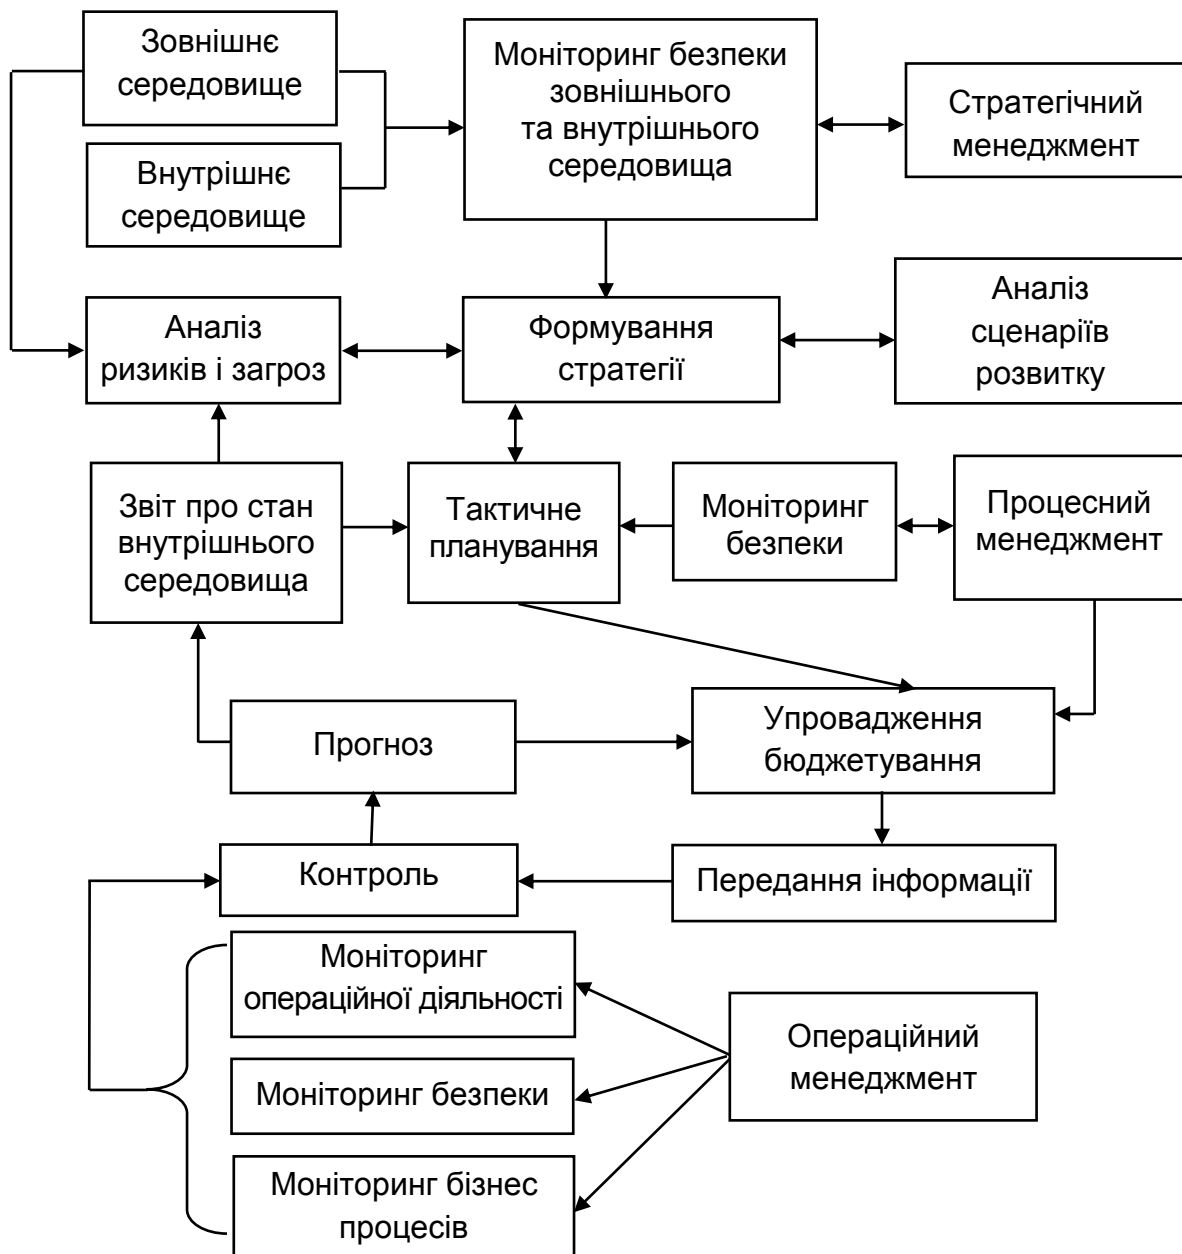 Зовнішнє
середовище
Моніторинг безпеки
зовнішнього
та внутрішнього
середовища
Стратегічний
менеджмент
Внутрішнє
середовище
Аналіз
ризиків і загроз
Формування
стратегії
Аналіз
сценаріїв
розвитку
Звіт про стан
внутрішнього
середовища
Тактичне
планування
Моніторинг
безпеки
Процесний
менеджмент
Прогноз
Упровадження
бюджетування
Контроль
Передання інформації
Моніторинг
операційної діяльності
Операційний
менеджмент
Моніторинг безпеки
Моніторинг бізнес
процесів